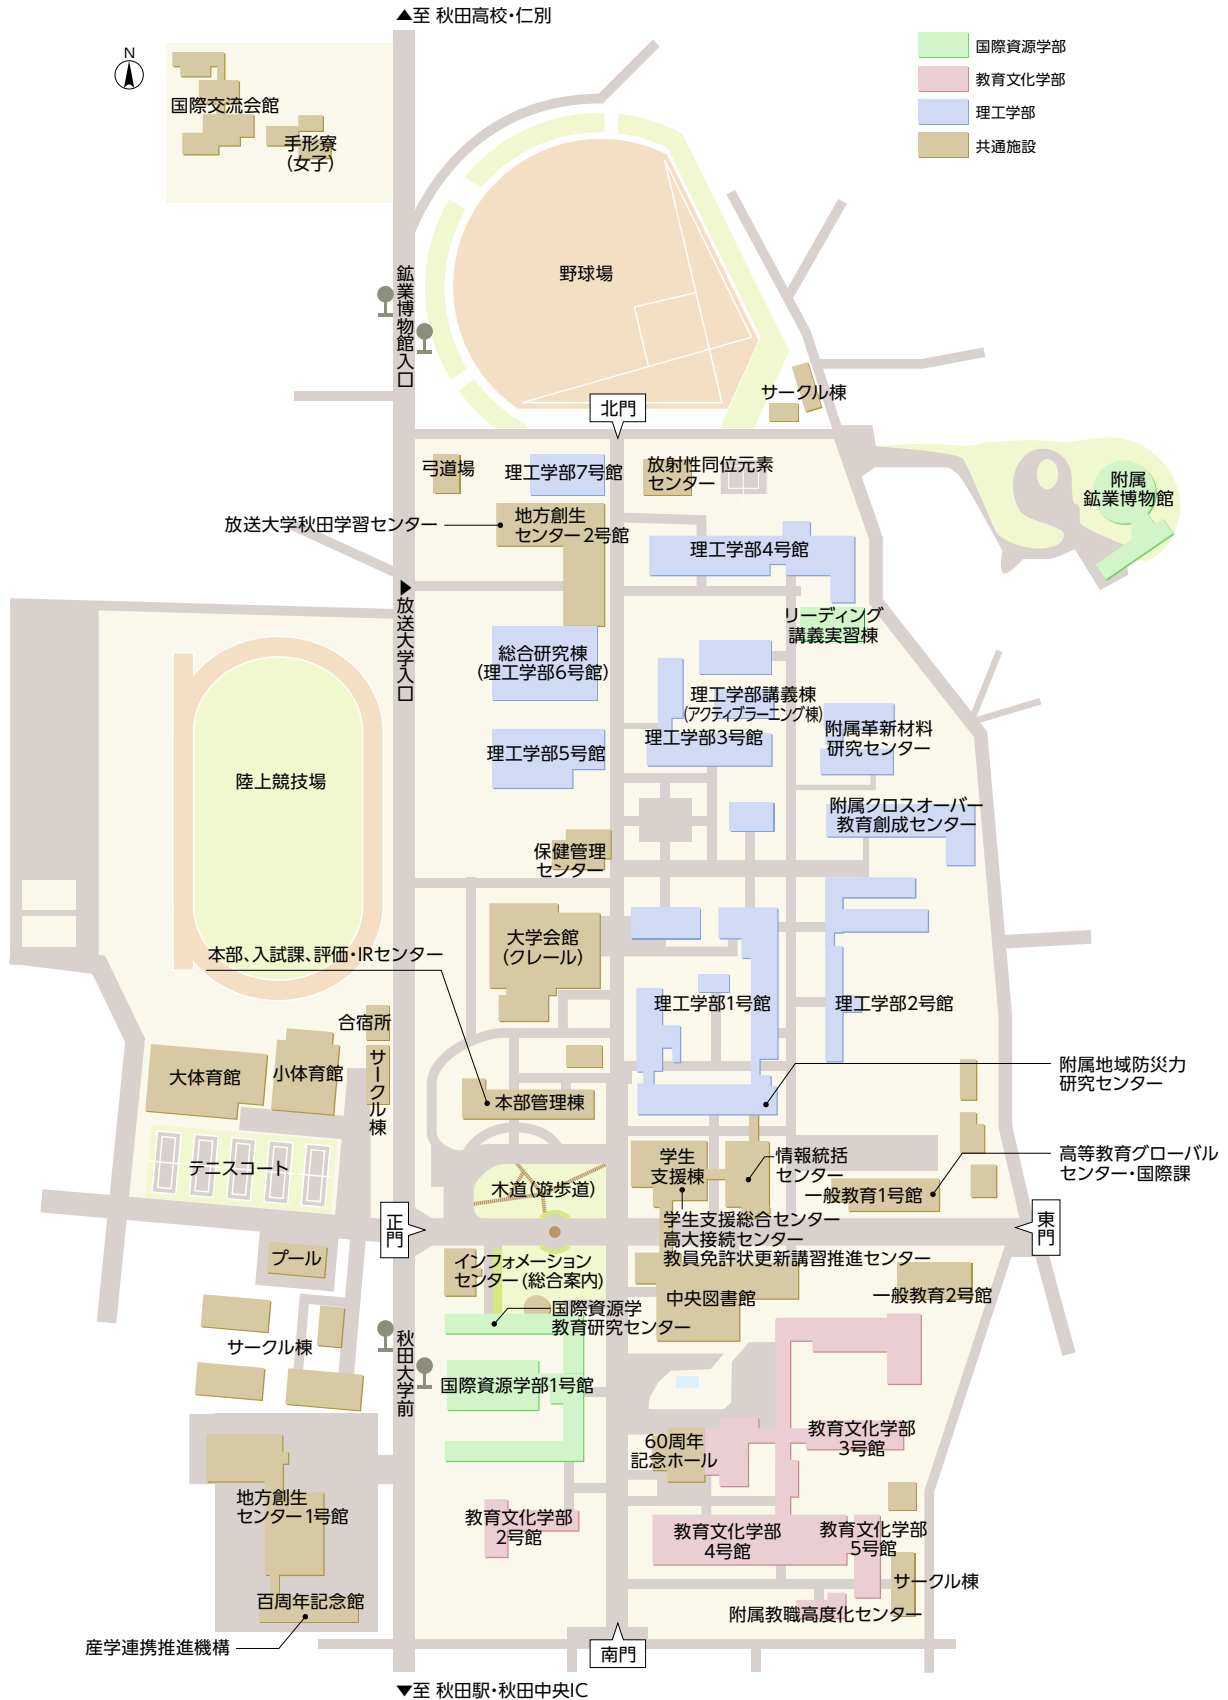 ▲至 秋田高校・仁別
N
国際資源学部
教育文化学部
理工学部
共通施設
国際交流会館
手形寮
(女子)
鉱業博物館入口
野球場
サークル棟
北門
弓道場
理工学部7号館
放射性同位元素
センター
附属
鉱業博物館
放送大学秋田学習センター
地方創生
センター2号館
理工学部4号館
▶放送大学入口
リーディング
講義実習棟
総合研究棟
(理工学部6号館)
理工学部講義棟
(アクティブラーニング棟)
理工学部3号館
附属革新材料
研究センター
理工学部5号館
陸上競技場
附属クロスオーバー
教育創成センター
保健管理
センター
大学会館
(クレール)
本部、入試課、評価・IRセンター
理工学部1号館
理工学部2号館
合宿所
サークル棟
大体育館
小体育館
本部管理棟
附属地域防災力
研究センター
テニスコート
木道(遊歩道)
学生
支援棟
情報統括
センター
一般教育1号館
高等教育グローバル
センター・国際課
正門
東門
学生支援総合センター
高大接続センター
教員免許状更新講習推進センター
プール
インフォメーション
センター(総合案内)
中央図書館
一般教育2号館
国際資源学
教育研究センター
サークル棟
秋田大学前
国際資源学部1号館
60周年
記念ホール
教育文化学部
3号館
地方創生
センター1号館
教育文化学部
2号館
教育文化学部
4号館
教育文化学部
5号館
サークル棟
百周年記念館
附属教職高度化センター
産学連携推進機構
南門
▼至 秋田駅・秋田中央IC